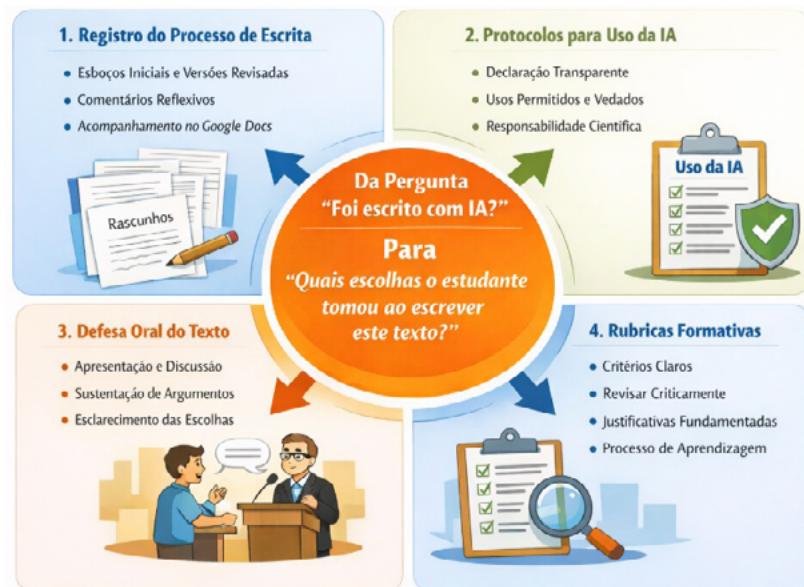 1. Registro do Processo de Escrita
• Esboços Iniciais e Versões Revisadas
• Comentários Reflexivos
• Acompanhamento no Google Docs
Rascunhos
2. Protocolos para Uso da IA
• Declaração Transparente
• Usos Permitidos e Vedados
• Responsabilidade Científica
Uso da IA
Da Pergunta
“Foi escrito com IA?”
Para
“Quais escolhas o estudante
tomou ao escrever
este texto?”
3. Defesa Oral do Texto
• Apresentação e Discussão
• Sustentação de Argumentos
• Esclarecimento das Escolhas
4. Rubricas Formativas
• Critérios Claros
• Revisar Criticamente
• Justificativas Fundamentadas
• Processo de Aprendizagem